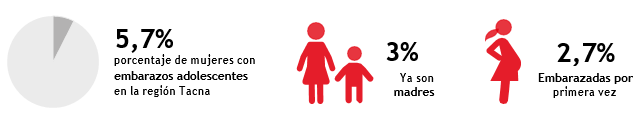 5,7%
porcentaje de mujeres con
embarazos adolescentes
en la región Tacna
3%
Ya son
madres
2,7%
Embarazadas por
primera vez